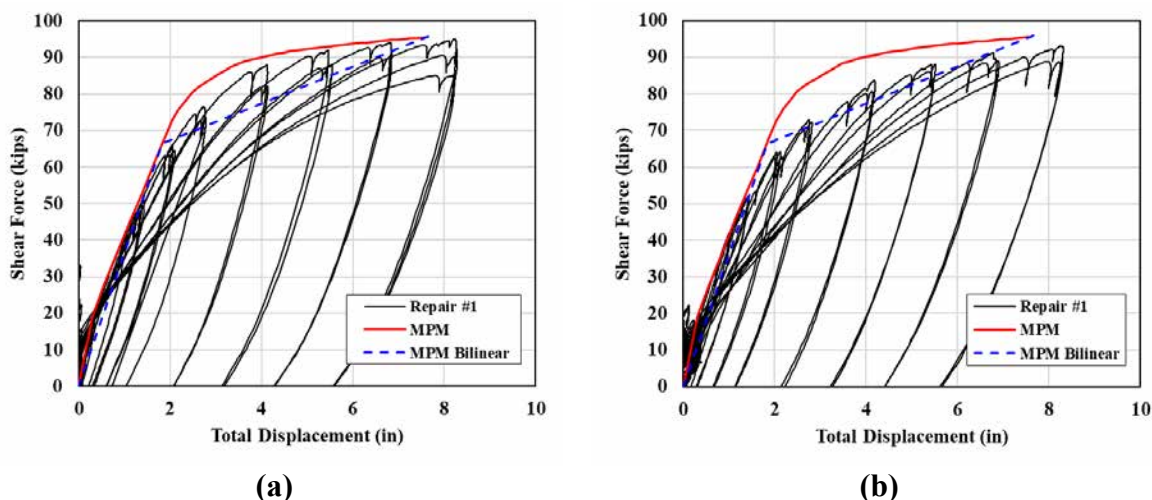 100
90
80
70
60
50
40
30
20
10
0
Shear Force (kips)
Repair #1
MPM
MPM Bilinear
0 2 4 6 8 10
Total Displacement (in)
(a)
100
90
80
70
60
50
40
30
20
10
0
Shear Force (kips)
Repair #1
MPM
MPM Bilinear
0 2 4 6 8 10
Total Displacement (in)
(b)